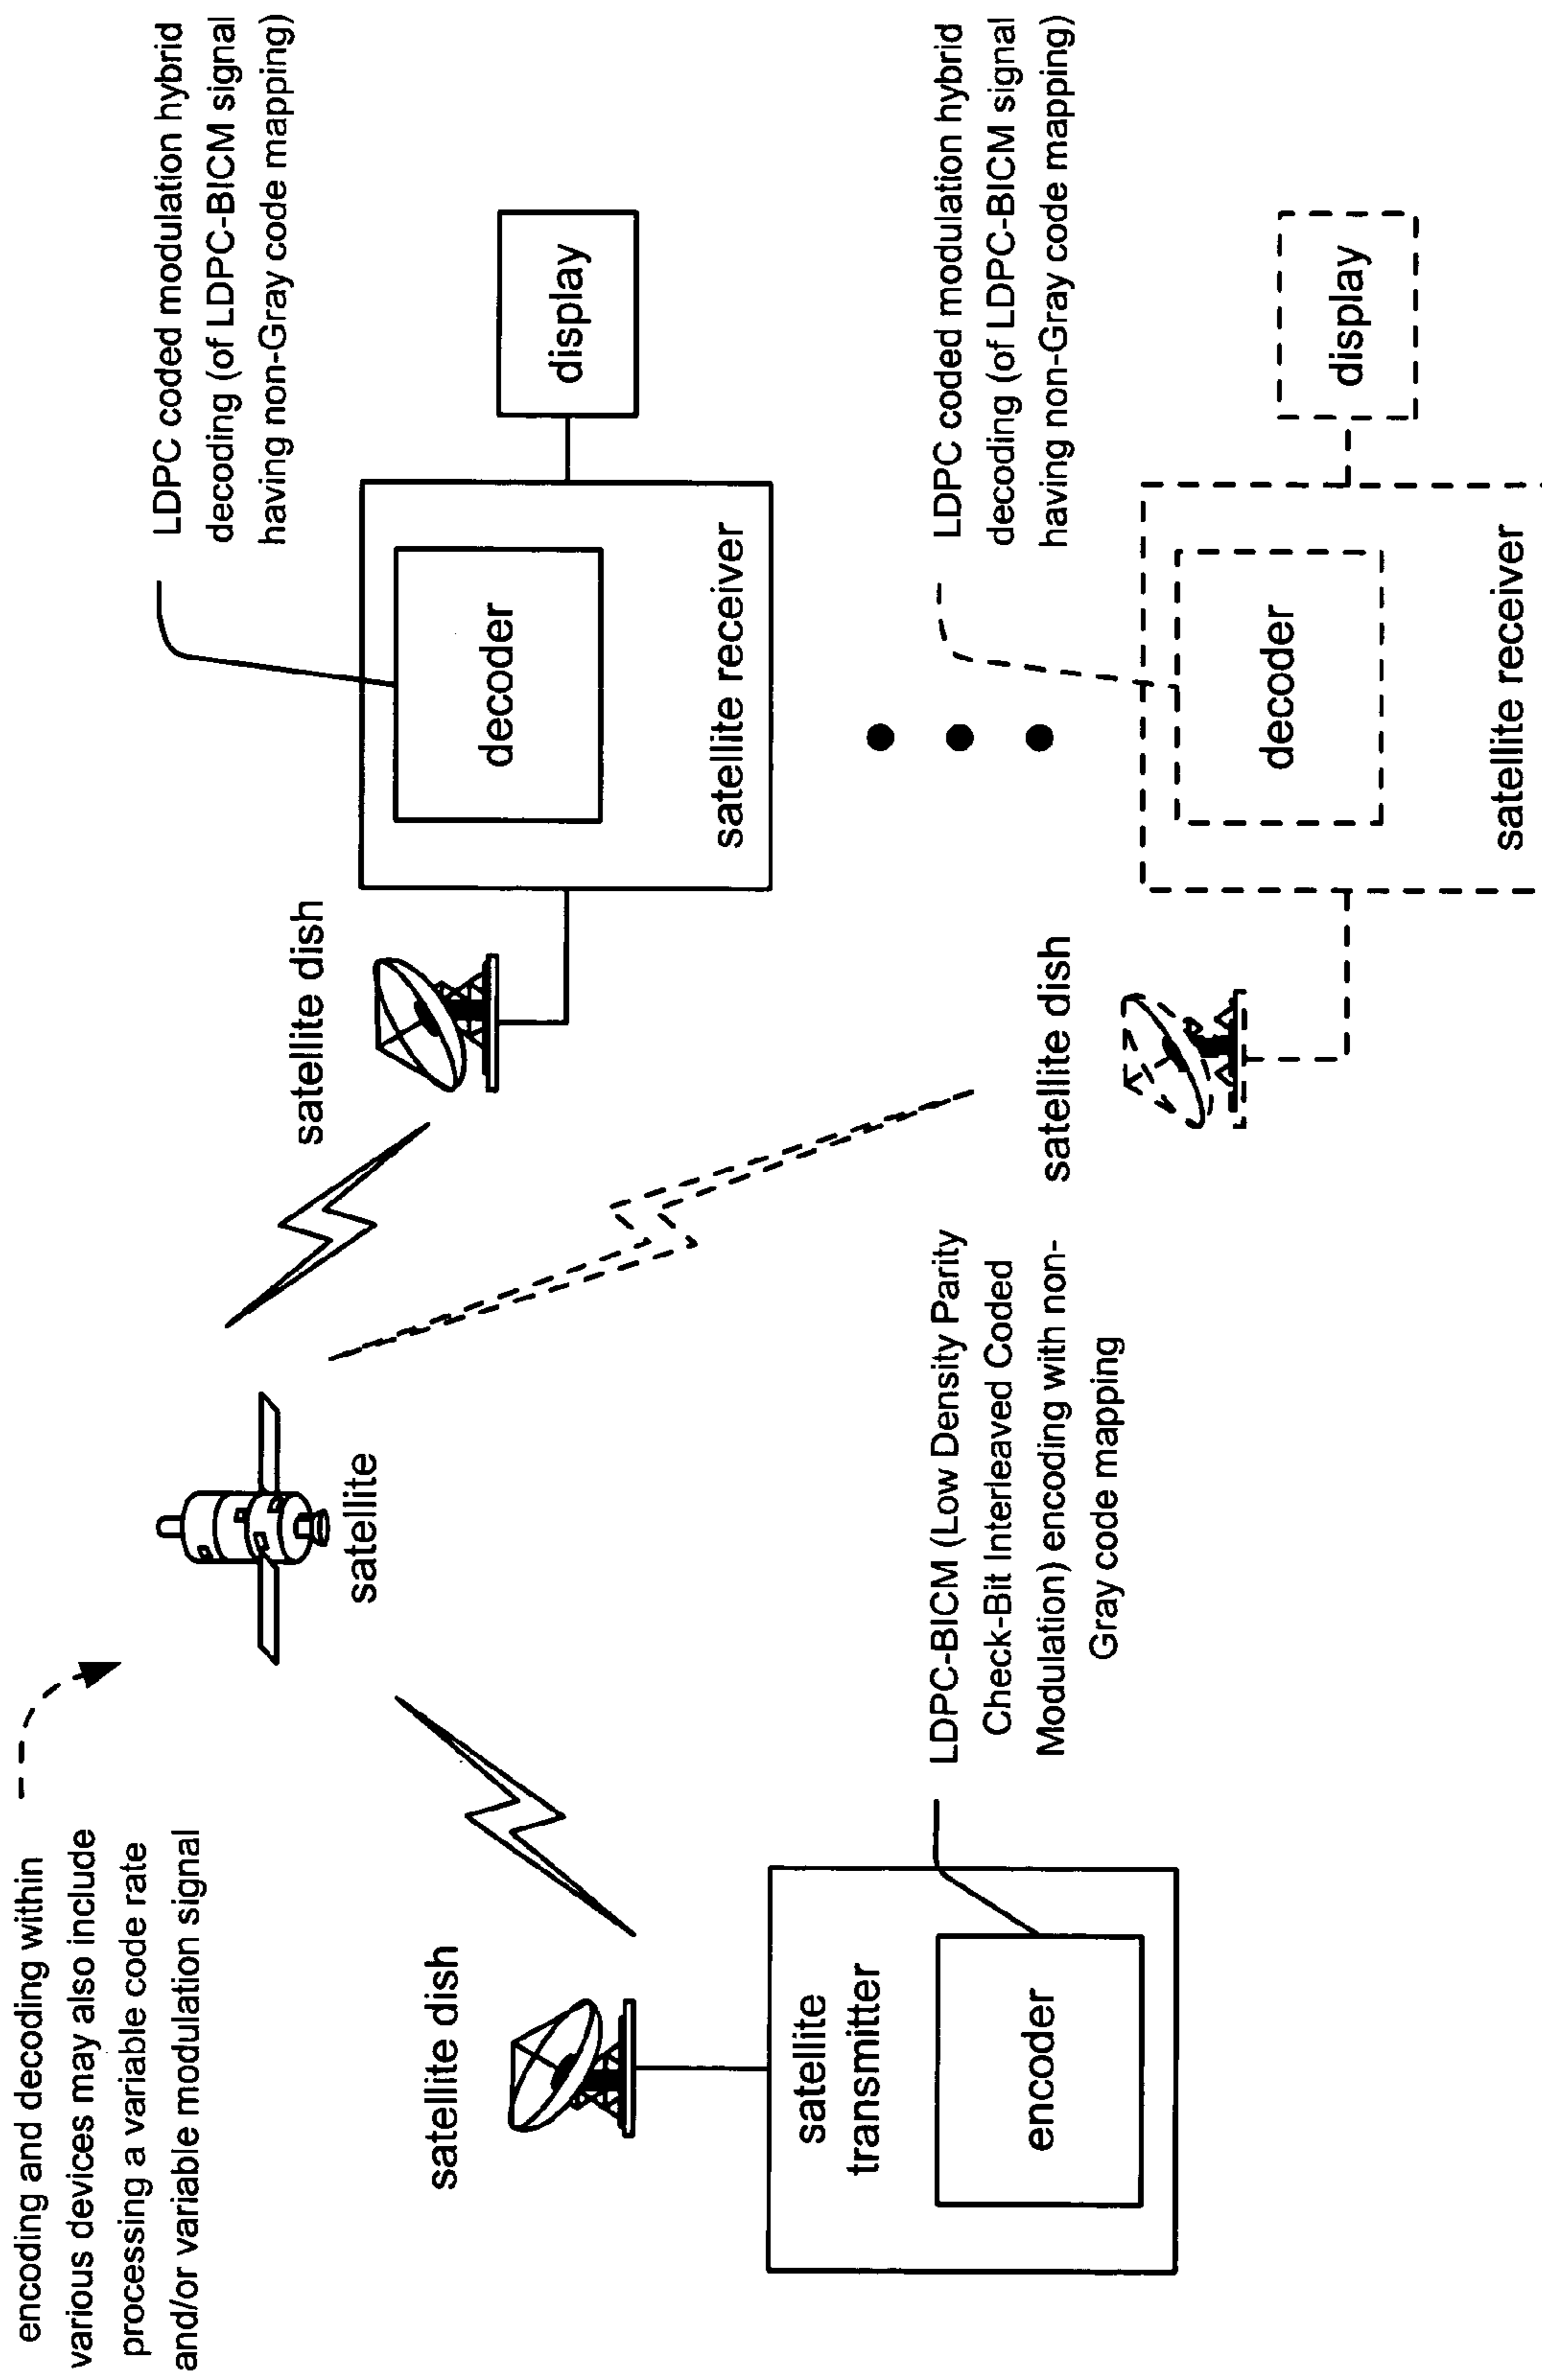 encoding and decoding within
various devices may also include
processing a variable code rate
and/or variable modulation signal
satellite dish
satellite
transmitter
encoder
LDPC-BICM (Low Density Parity
Check-Bit Interleaved Coded
Modulation) encoding with non-
Gray code mapping
satellite
satellite dish
LDPC coded modulation hybrid
decoding (of LDPC-BICM signal
having non-Gray code mapping)
decoder
satellite receiver
display
satellite dish
LDPC coded modulation hybrid
decoding (of LDPC-BICM signal
having non-Gray code mapping)
decoder
satellite receiver
display